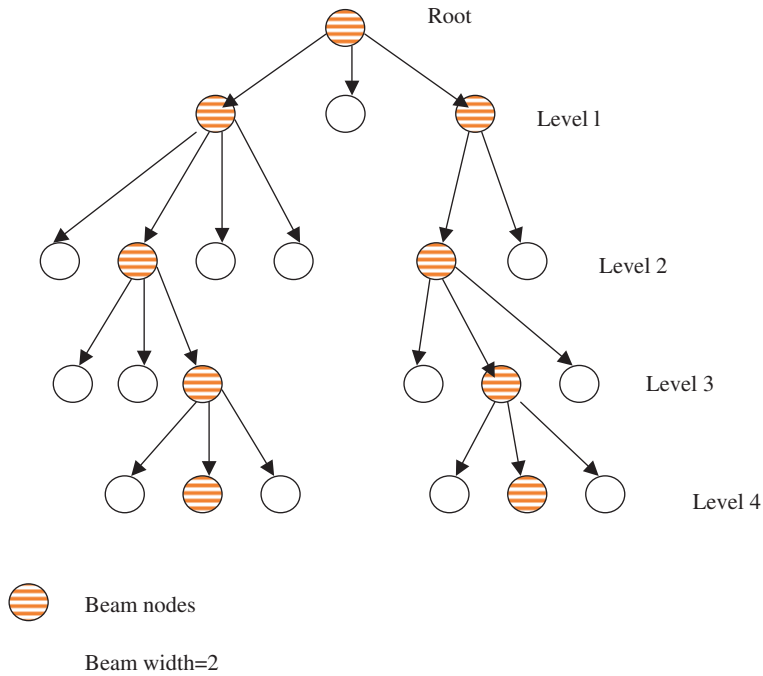 Root
Level 1
Level 2
Level 3
Level 4
Beam nodes
Beam width=2